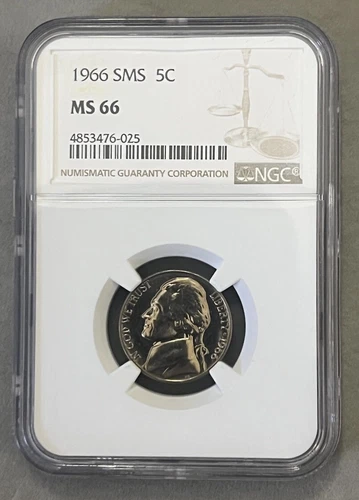 1966 SMS 5C
MS 66
4853476-025
NUMISMATIC GUARANTY CORPORATION
NGC
IN GOD WE TRUST
LIBERTY 1966